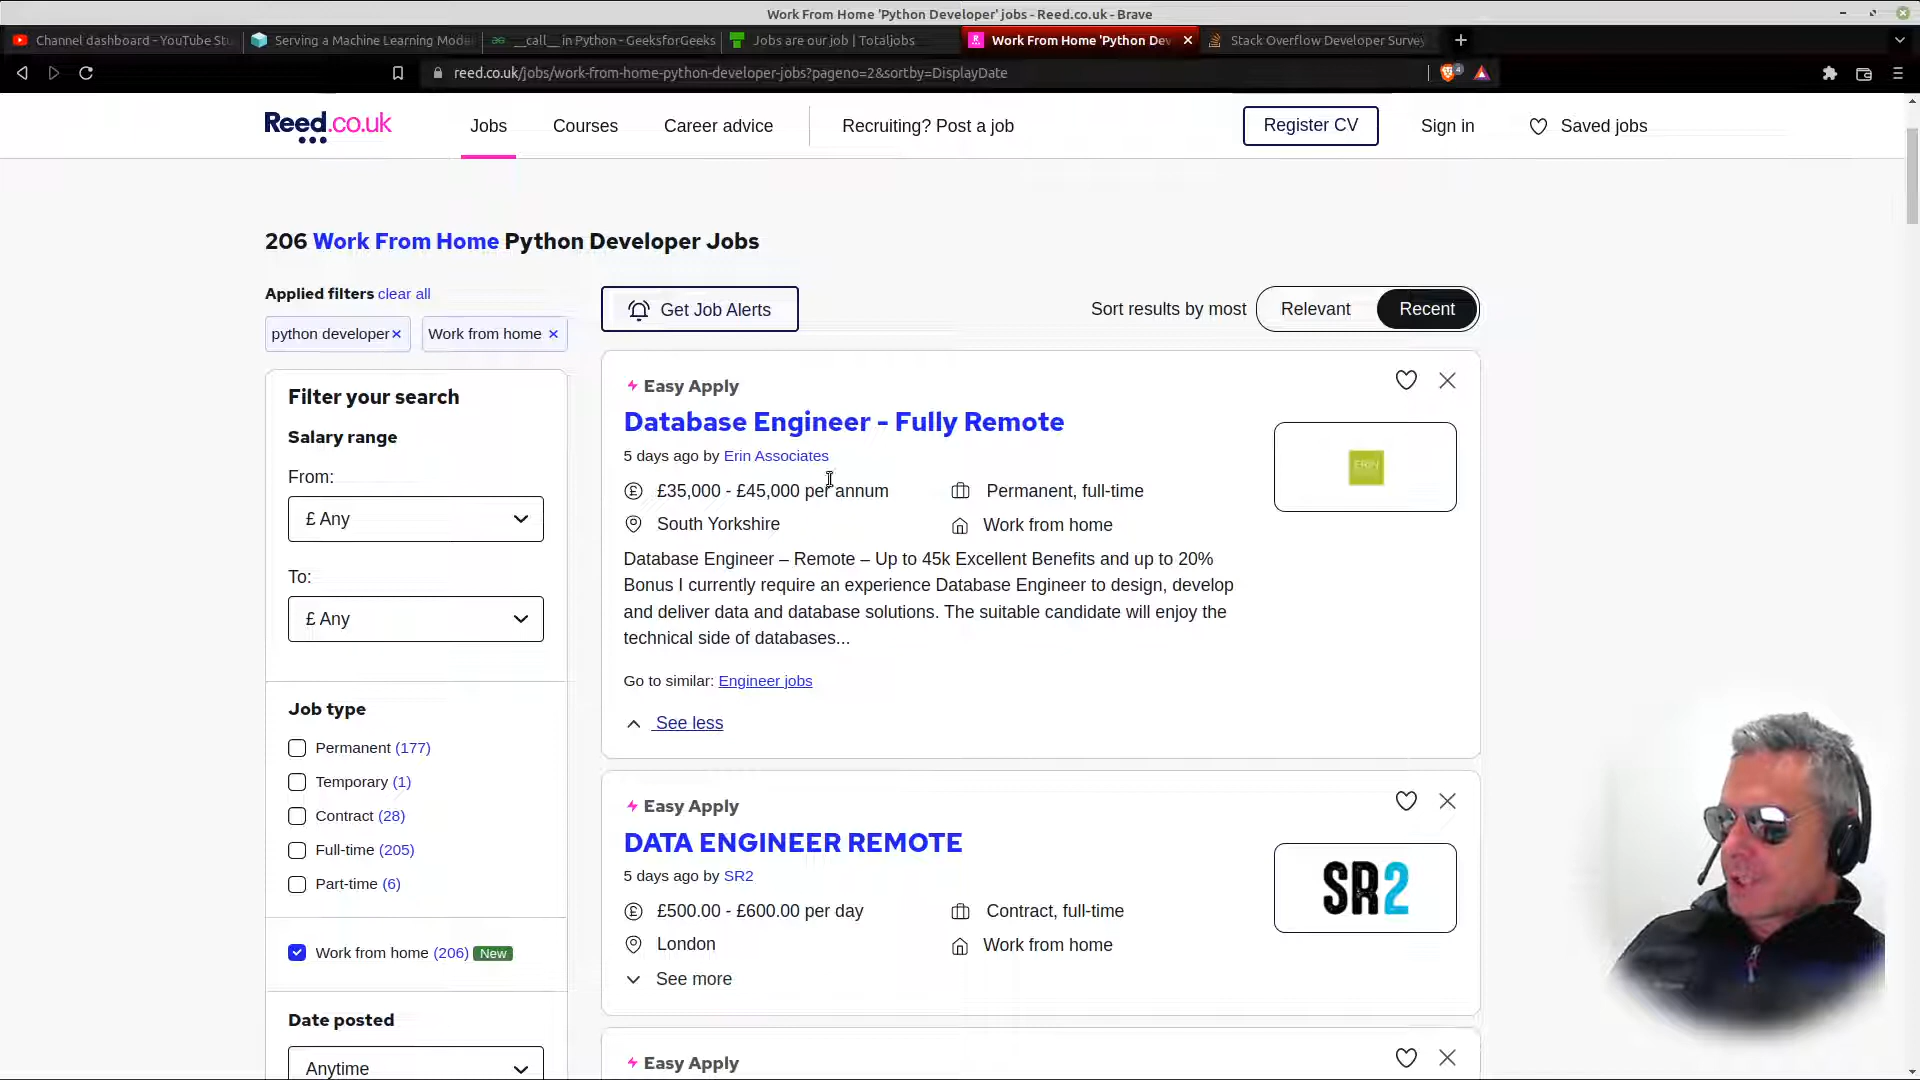 Work From Home 'Python Developer' jobs - Reed.co.uk - Brave
Channel dashboard - YouTube Stu
Serving a Machine Learning Mode
__call__ in Python - GeeksforGeeks
Jobs are our job | Totaljobs
Work From Home 'Python Dev
Stack Overflow Developer Survey
reed.co.uk/jobs/work-from-home-python-developer-jobs?pageno=2&sortby=DisplayDate
4
Reed.co.uk
Jobs
Courses
Career advice
Recruiting? Post a job
Register CV
Sign in
Saved jobs
206 Work From Home Python Developer Jobs
Applied filters clear all
python developer×
Work from home ×
Get Job Alerts
Sort results by most
Relevant
Recent
Filter your search
Salary range
From:
£ Any
To:
£ Any
Job type
Permanent (177)
Temporary (1)
Contract (28)
Full-time (205)
Part-time (6)
Work from home (206) New
Date posted
Anytime
Easy Apply
Database Engineer - Fully Remote
5 days ago by Erin Associates
£35,000 - £45,000 per annum
Permanent, full-time
South Yorkshire
Work from home
ERIN
Database Engineer – Remote – Up to 45k Excellent Benefits and up to 20%
Bonus I currently require an experience Database Engineer to design, develop
and deliver data and database solutions. The suitable candidate will enjoy the
technical side of databases...
Go to similar: Engineer jobs
See less
Easy Apply
DATA ENGINEER REMOTE
5 days ago by SR2
£500.00 - £600.00 per day
Contract, full-time
London
Work from home
SR2
See more
Easy Apply